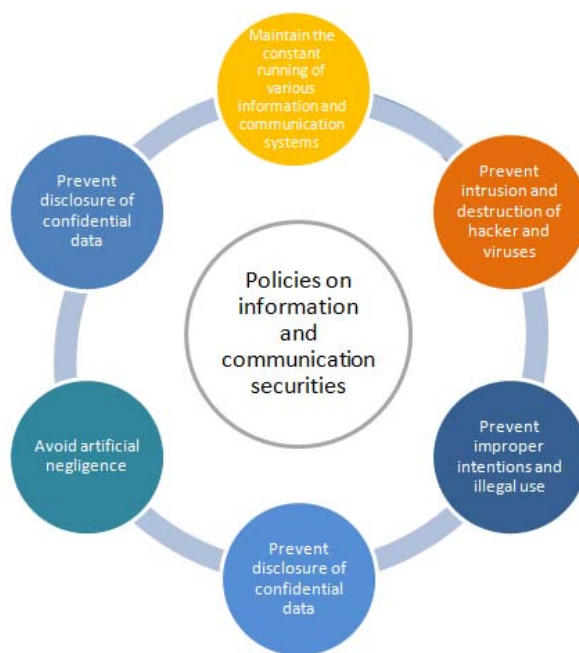 Maintain the
constant
running of
various
information and
communication
systems
Prevent
intrusion and
destruction of
hacker and
viruses
Prevent
improper
intentions and
illegal use
Prevent
disclosure of
confidential
data
Avoid artificial
negligence
Prevent
disclosure of
confidential
data
Policies on
information
and
communication
securities